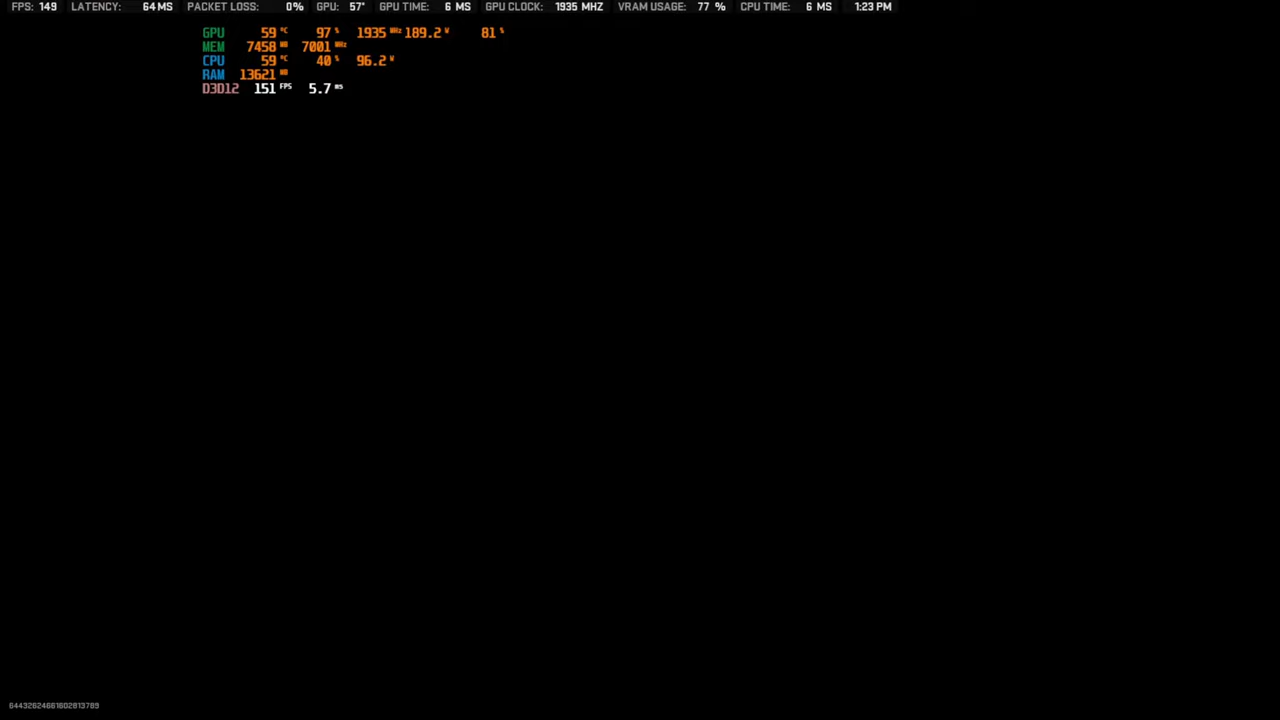 FPS: 149 LATENCY: 64 MS PACKET LOSS: 0% GPU: 57° GPU TIME: 6 MS GPU CLOCK: 1935 MHZ VRAM USAGE: 77 % CPU TIME: 6 MS 1:23 PM
GPU 59 °C 97 % 1935 MHz 189.2 W 81 %
MEM 7458 MB 7001 MHz
CPU 59 °C 40 % 96.2 W
RAM 13621 MB
D3D12 151 FPS 5.7 ms
64432624661602813789